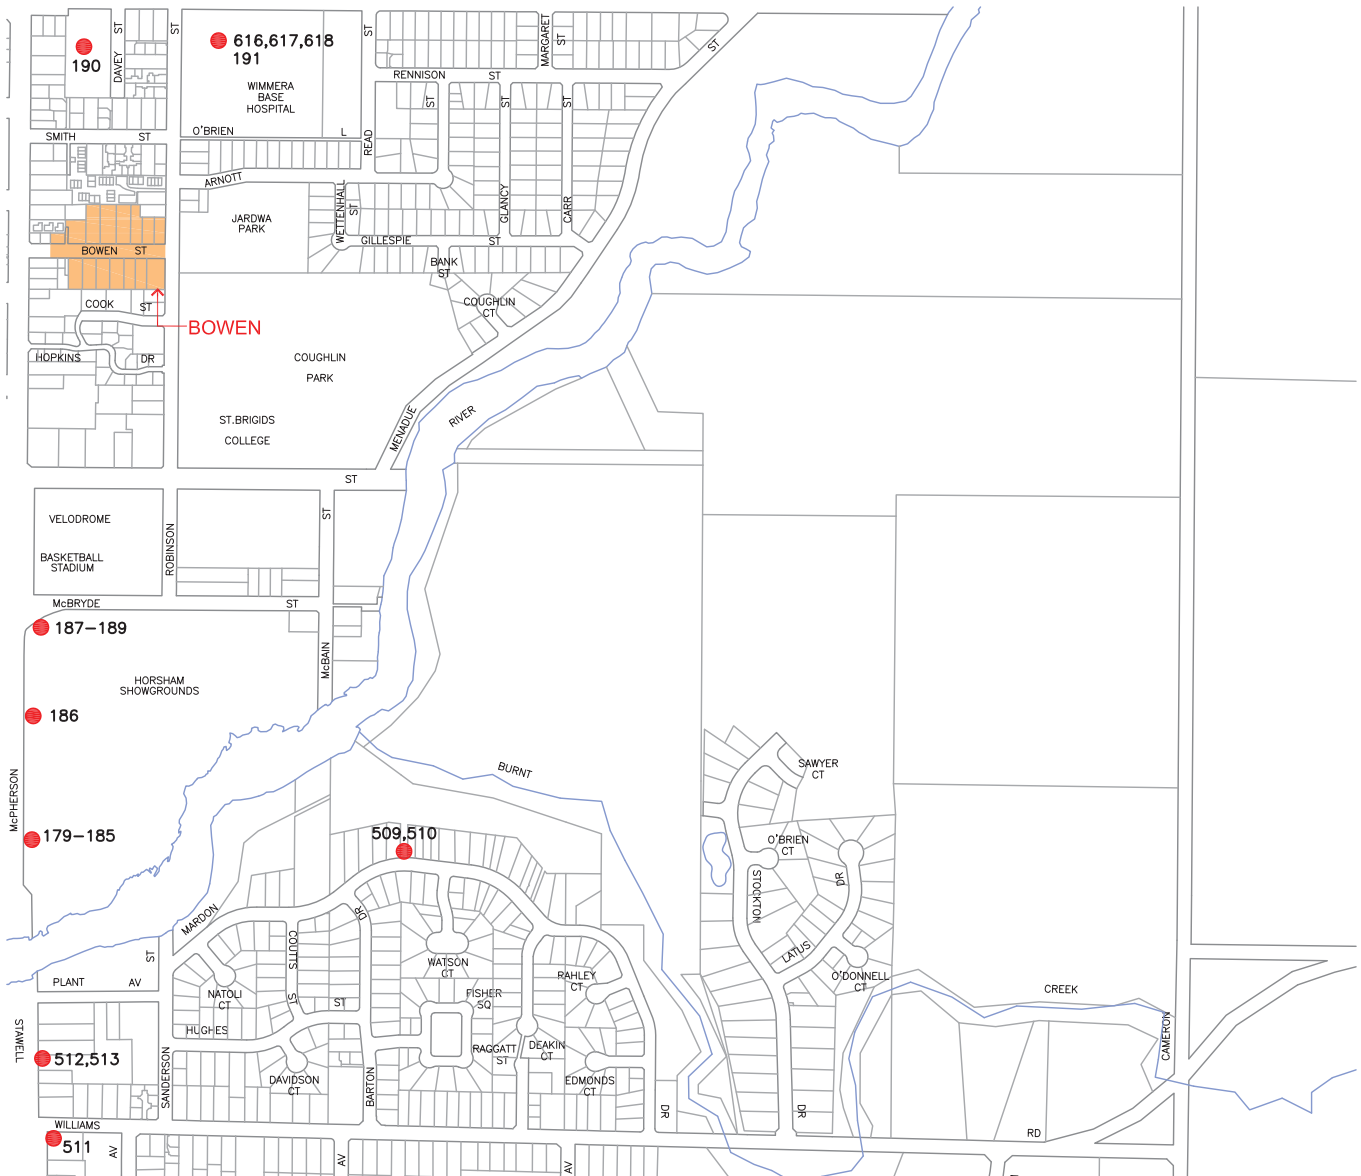 190
DAVEY ST
ST
616,617,618
191
WIMMERA
BASE
HOSPITAL
ST
MARGARET ST
ST
RENNISON ST
ST
ST
ST
SMITH ST
O'BRIEN L
READ
ARNOTT
JARDWA
PARK
WETTENHALL ST
GLANCY
CARR
GILLESPIE ST
BOWEN ST
BANK
ST
COOK ST
COUGHLIN
CT
BOWEN
HOPKINS DR
COUGHLIN
PARK
ST.BRIGIDS
COLLEGE
MENADUE
RIVER
ST
VELODROME
ROBINSON
ST
BASKETBALL
STADIUM
McBRYDE ST
187-189
McBAIN
HORSHAM
SHOWGROUNDS
186
McPHERSON
BURNT
SAWYER
CT
179-185
509,510
O'BRIEN
CT
STOCKTON
DR
MARDON
DR
COUTTS ST
ST
LATUS
WATSON
CT
RAHLEY
CT
O'DONNELL
CT
PLANT AV
NATOLI
CT
FISHER
SQ
ST
CREEK
STAWELL
HUGHES
CAMERON
512,513
SANDERSON
DAVIDSON
CT
BARTON
RAGGATT
ST
DEAKIN
CT
EDMONDS
CT
DR
DR
WILLIAMS
RD
511
AV
AV
AV